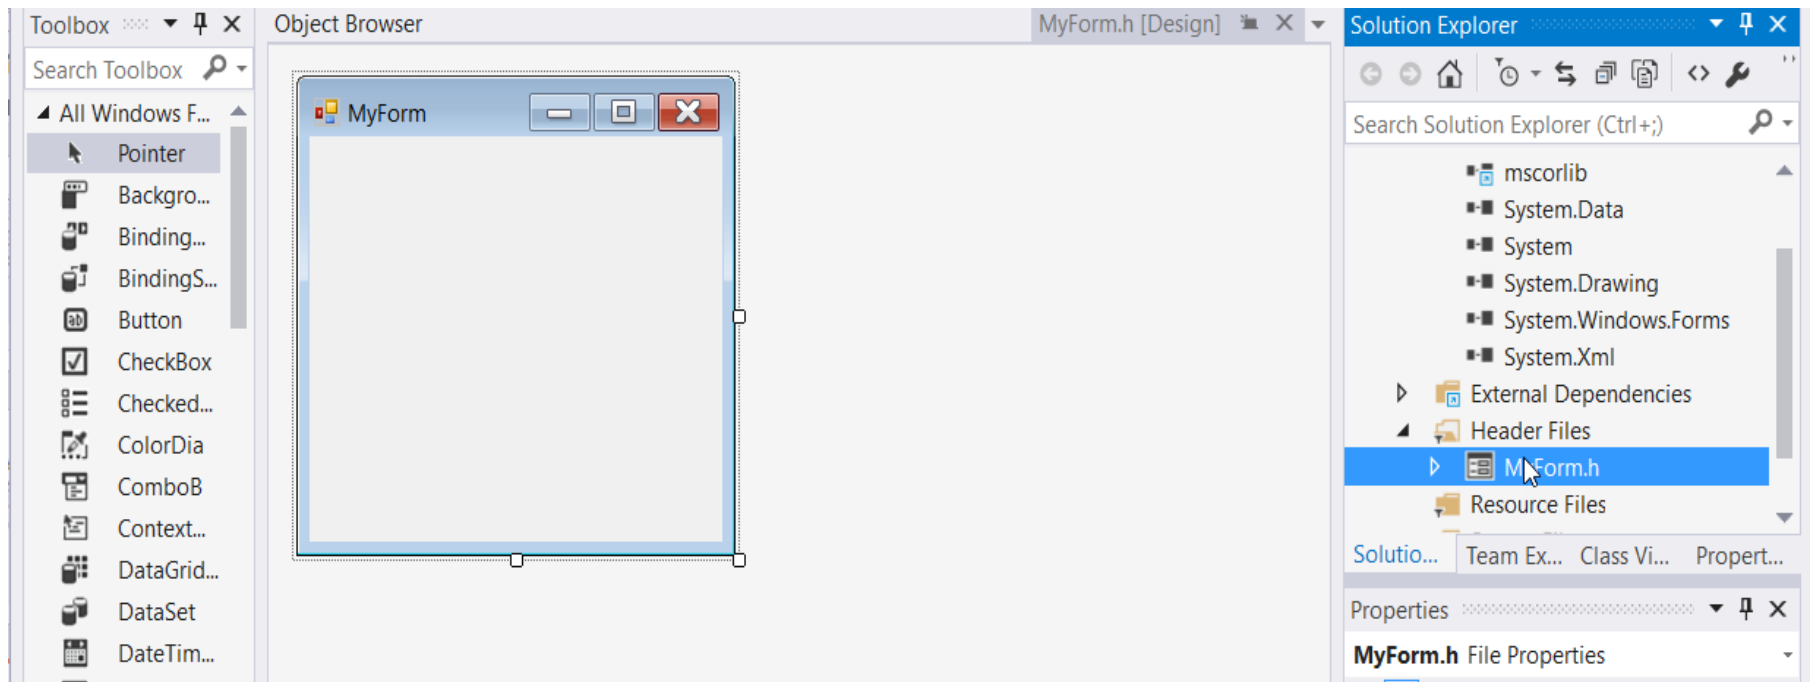 Toolbox
Search Toolbox
All Windows F...
Pointer
Backgro...
Binding...
BindingS...
Button
CheckBox
Checked...
ColorDia
ComboB
Context...
DataGrid...
DataSet
DateTim...
Object Browser
MyForm.h [Design]
MyForm
Solution Explorer
Search Solution Explorer (Ctrl+;)
mscorlib
System.Data
System
System.Drawing
System.Windows.Forms
System.Xml
External Dependencies
Header Files
MyForm.h
Resource Files
Solutio... Team Ex... Class Vi... Propert...
Properties
MyForm.h File Properties